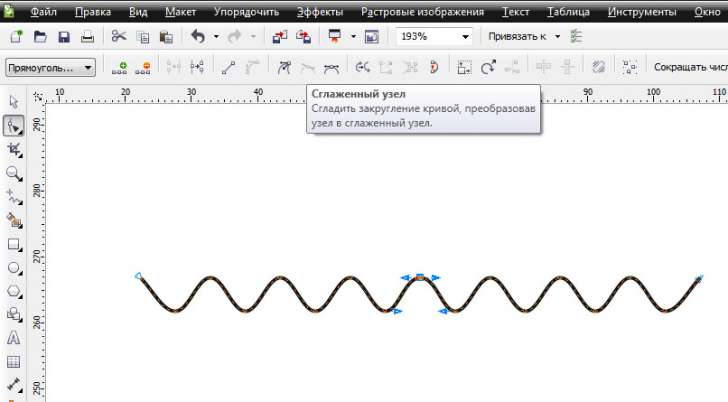 Файл Правка Вид Макет Упорядочить Эффекты Растровые изображения Текст Таблица Инструменты Окно
193% Привязать к
Прямоуголь... Сокращать числ
Сглаженный узел
Сгладить закругление кривой, преобразовав
узел в сглаженный узел.
10 20 30 40 50 80 90 100 110
290
280
270
260
250